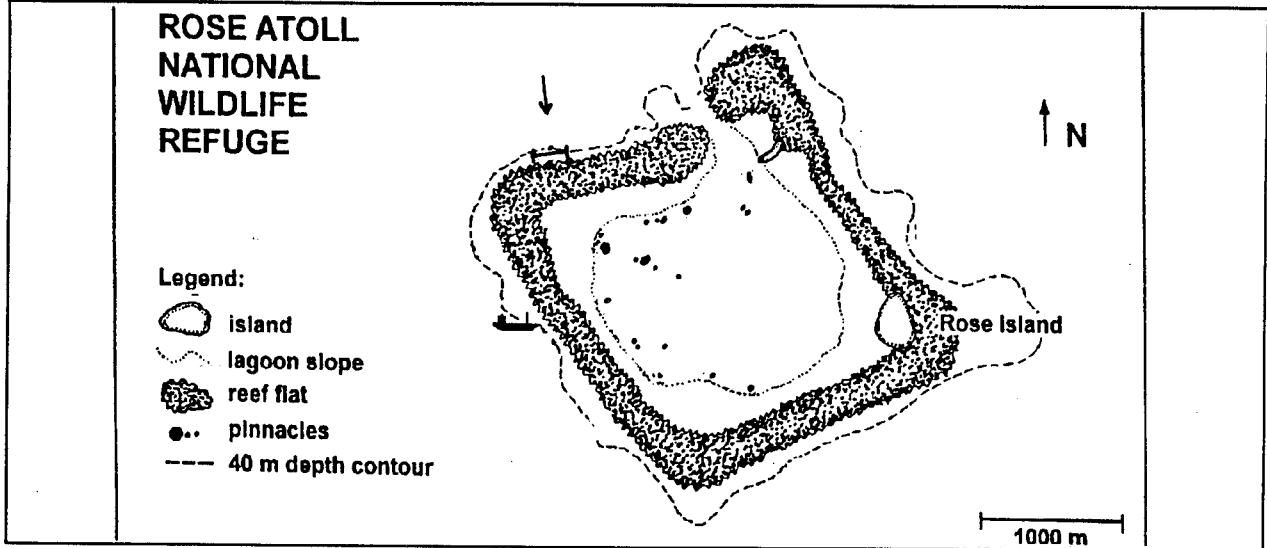 ROSE ATOLL
NATIONAL
WILDLIFE
REFUGE
N
Legend:
island
lagoon slope
reef flat
pinnacles
40 m depth contour
Rose Island
1000 m